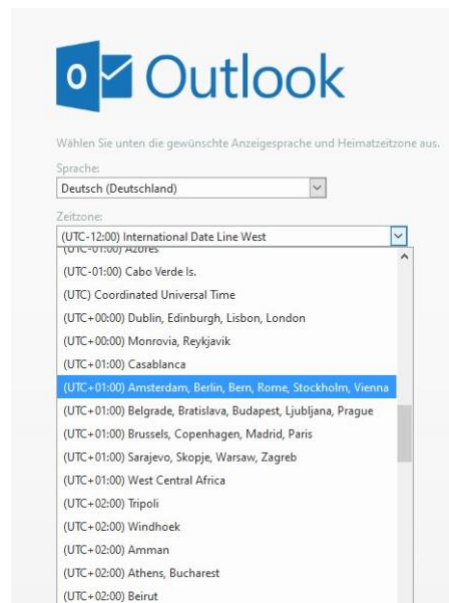 Outlook
Wählen Sie unten die gewünschte Anzeigesprache und Heimatzeitzone aus.
Sprache:
Deutsch (Deutschland)
Zeitzone:
(UTC-12:00) International Date Line West
(UTC-01:00) Azores
(UTC-01:00) Cabo Verde Is.
(UTC) Coordinated Universal Time
(UTC+00:00) Dublin, Edinburgh, Lisbon, London
(UTC+00:00) Monrovia, Reykjavik
(UTC+01:00) Casablanca
(UTC+01:00) Amsterdam, Berlin, Bern, Rome, Stockholm, Vienna
(UTC+01:00) Belgrade, Bratislava, Budapest, Ljubljana, Prague
(UTC+01:00) Brussels, Copenhagen, Madrid, Paris
(UTC+01:00) Sarajevo, Skopje, Warsaw, Zagreb
(UTC+01:00) West Central Africa
(UTC+02:00) Tripoli
(UTC+02:00) Windhoek
(UTC+02:00) Amman
(UTC+02:00) Athens, Bucharest
(UTC+02:00) Beirut